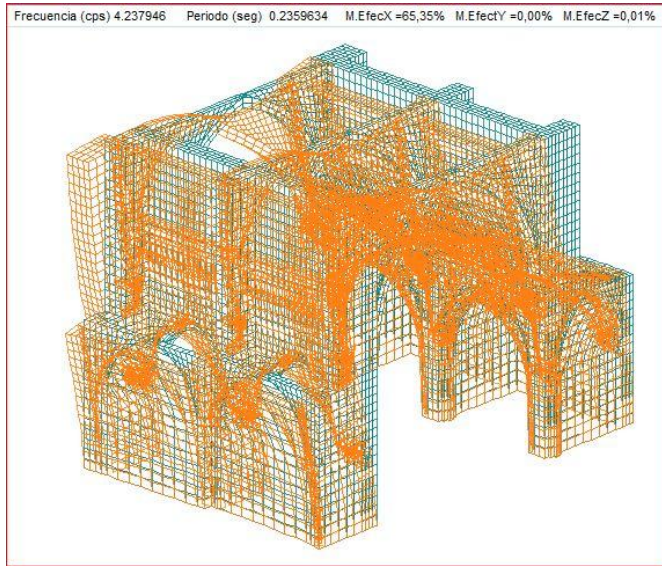 Frecuencia (cps) 4.237946 Periodo (seg) 0.2359634 M.EfecX =65,35% M.EfectY =0,00% M.EfecZ =0,01%